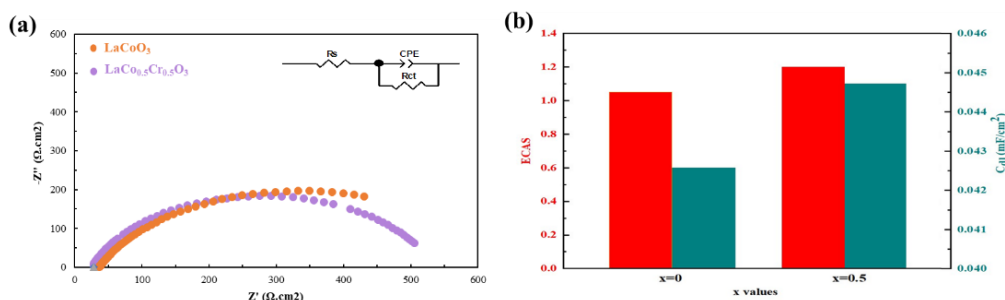 (a)
600
500
400
300
200
100
0
-Z'' (Ω.cm2)
LaCoO₃
LaCo₀.₅Cr₀.₅O₃
Rs
CPE
Rct
0 100 200 300 400 500 600
Z' (Ω.cm2)
(b)
1.4
1.2
1.0
0.8
0.6
0.4
0.2
0.0
ECAS
0.046
0.045
0.044
0.043
0.042
0.041
0.040
C_dl (mF/cm²)
x=0 x=0.5
x values